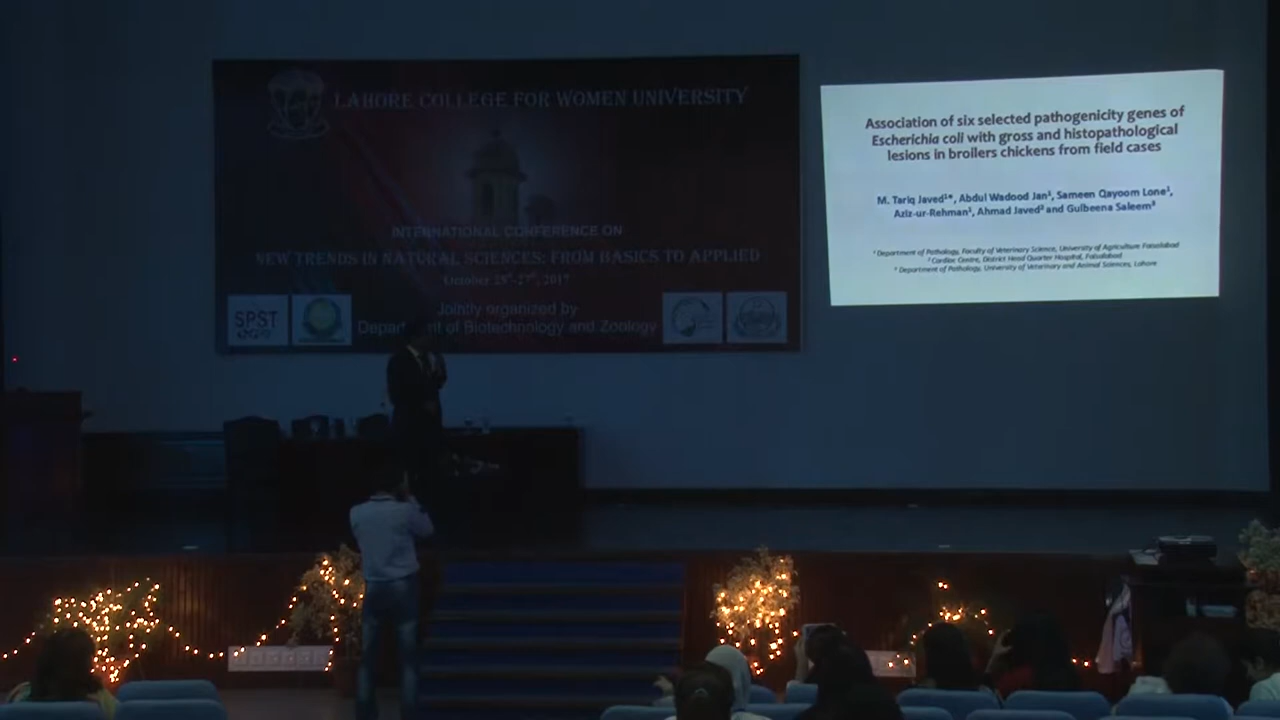 LAHORE COLLEGE FOR WOMEN UNIVERSITY
INTERNATIONAL CONFERENCE ON
NEW TRENDS IN NATURAL SCIENCES: FROM BASICS TO APPLIED
October 25th-27th, 2017
Jointly organized by
Department of Biotechnology and Zoology
SPST
Association of six selected pathogenicity genes of
Escherichia coli with gross and histopathological
lesions in broilers chickens from field cases
M. Tariq Javed¹*, Abdul Wadood Jan¹, Sameen Qayoom Lone¹,
Aziz-ur-Rehman¹, Ahmad Javed² and Gulbeena Saleem³
¹ Department of Pathology, Faculty of Veterinary Science, University of Agriculture Faisalabad
² Cardiac Centre, District Head Quarter Hospital, Faisalabad
³ Department of Pathology, University of Veterinary and Animal Sciences, Lahore